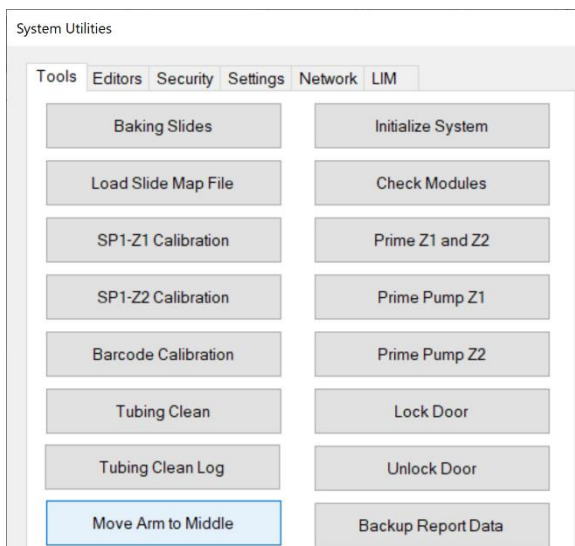 System Utilities
Tools Editors Security Settings Network LIM
Baking Slides Initialize System
Load Slide Map File Check Modules
SP1-Z1 Calibration Prime Z1 and Z2
SP1-Z2 Calibration Prime Pump Z1
Barcode Calibration Prime Pump Z2
Tubing Clean Lock Door
Tubing Clean Log Unlock Door
Move Arm to Middle Backup Report Data